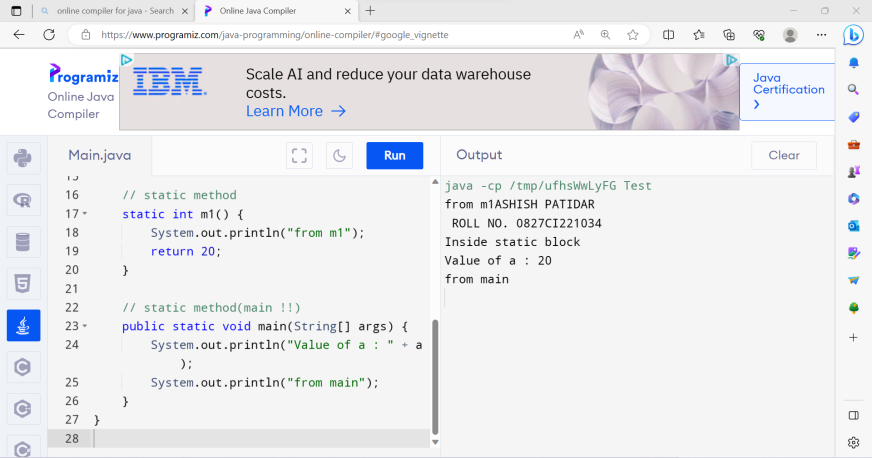 online compiler for java - Search
Online Java Compiler
https://www.programiz.com/java-programming/online-compiler/#google_vignette
Programiz
Online Java
Compiler
IBM
Scale AI and reduce your data warehouse
costs.
Learn More →
Java
Certification
Main.java
Run
Output
Clear
16 // static method
17 static int m1() {
18 System.out.println("from m1");
19 return 20;
20 }
21
22 // static method(main !!)
23 public static void main(String[] args) {
24 System.out.println("Value of a : " + a
);
25 System.out.println("from main");
26 }
27 }
28
java -cp /tmp/ufhsWwLyFG Test
from m1ASHISH PATIDAR
ROLL NO. 0827CI221034
Inside static block
Value of a : 20
from main